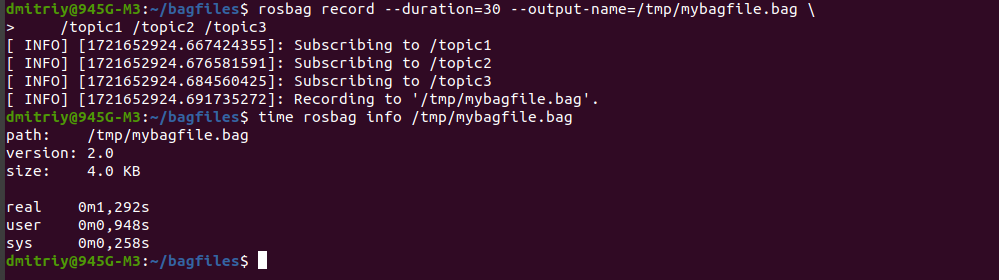 dmitriy@945G-M3:~/bagfiles$ rosbag record --duration=30 --output-name=/tmp/mybagfile.bag \
>     /topic1 /topic2 /topic3
[ INFO] [1721652924.667424355]: Subscribing to /topic1
[ INFO] [1721652924.676581591]: Subscribing to /topic2
[ INFO] [1721652924.684560425]: Subscribing to /topic3
[ INFO] [1721652924.691735272]: Recording to '/tmp/mybagfile.bag'.
dmitriy@945G-M3:~/bagfiles$ time rosbag info /tmp/mybagfile.bag
path:    /tmp/mybagfile.bag
version: 2.0
size:    4.0 KB
real    0m1,292s
user    0m0,948s
sys     0m0,258s
dmitriy@945G-M3:~/bagfiles$